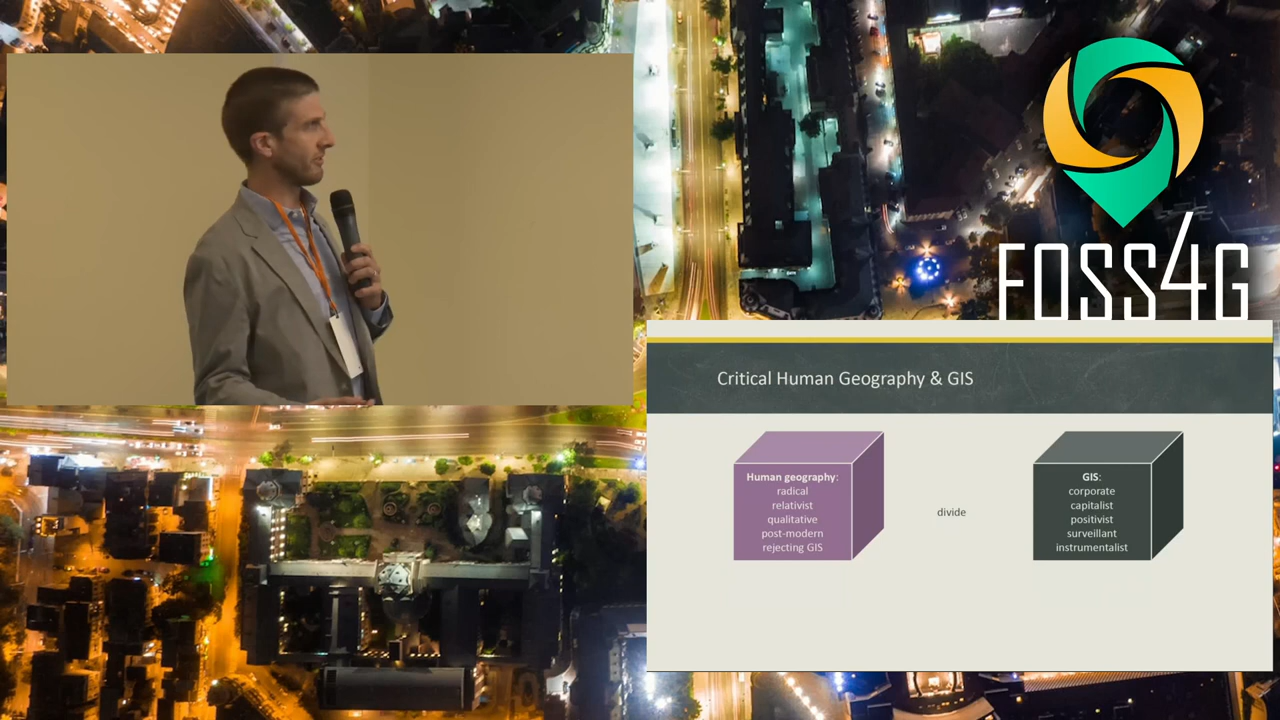 FOSS4G
Critical Human Geography & GIS
Human geography:
radical
relativist
qualitative
post-modern
rejecting GIS
divide
GIS:
corporate
capitalist
positivist
surveillant
instrumentalist